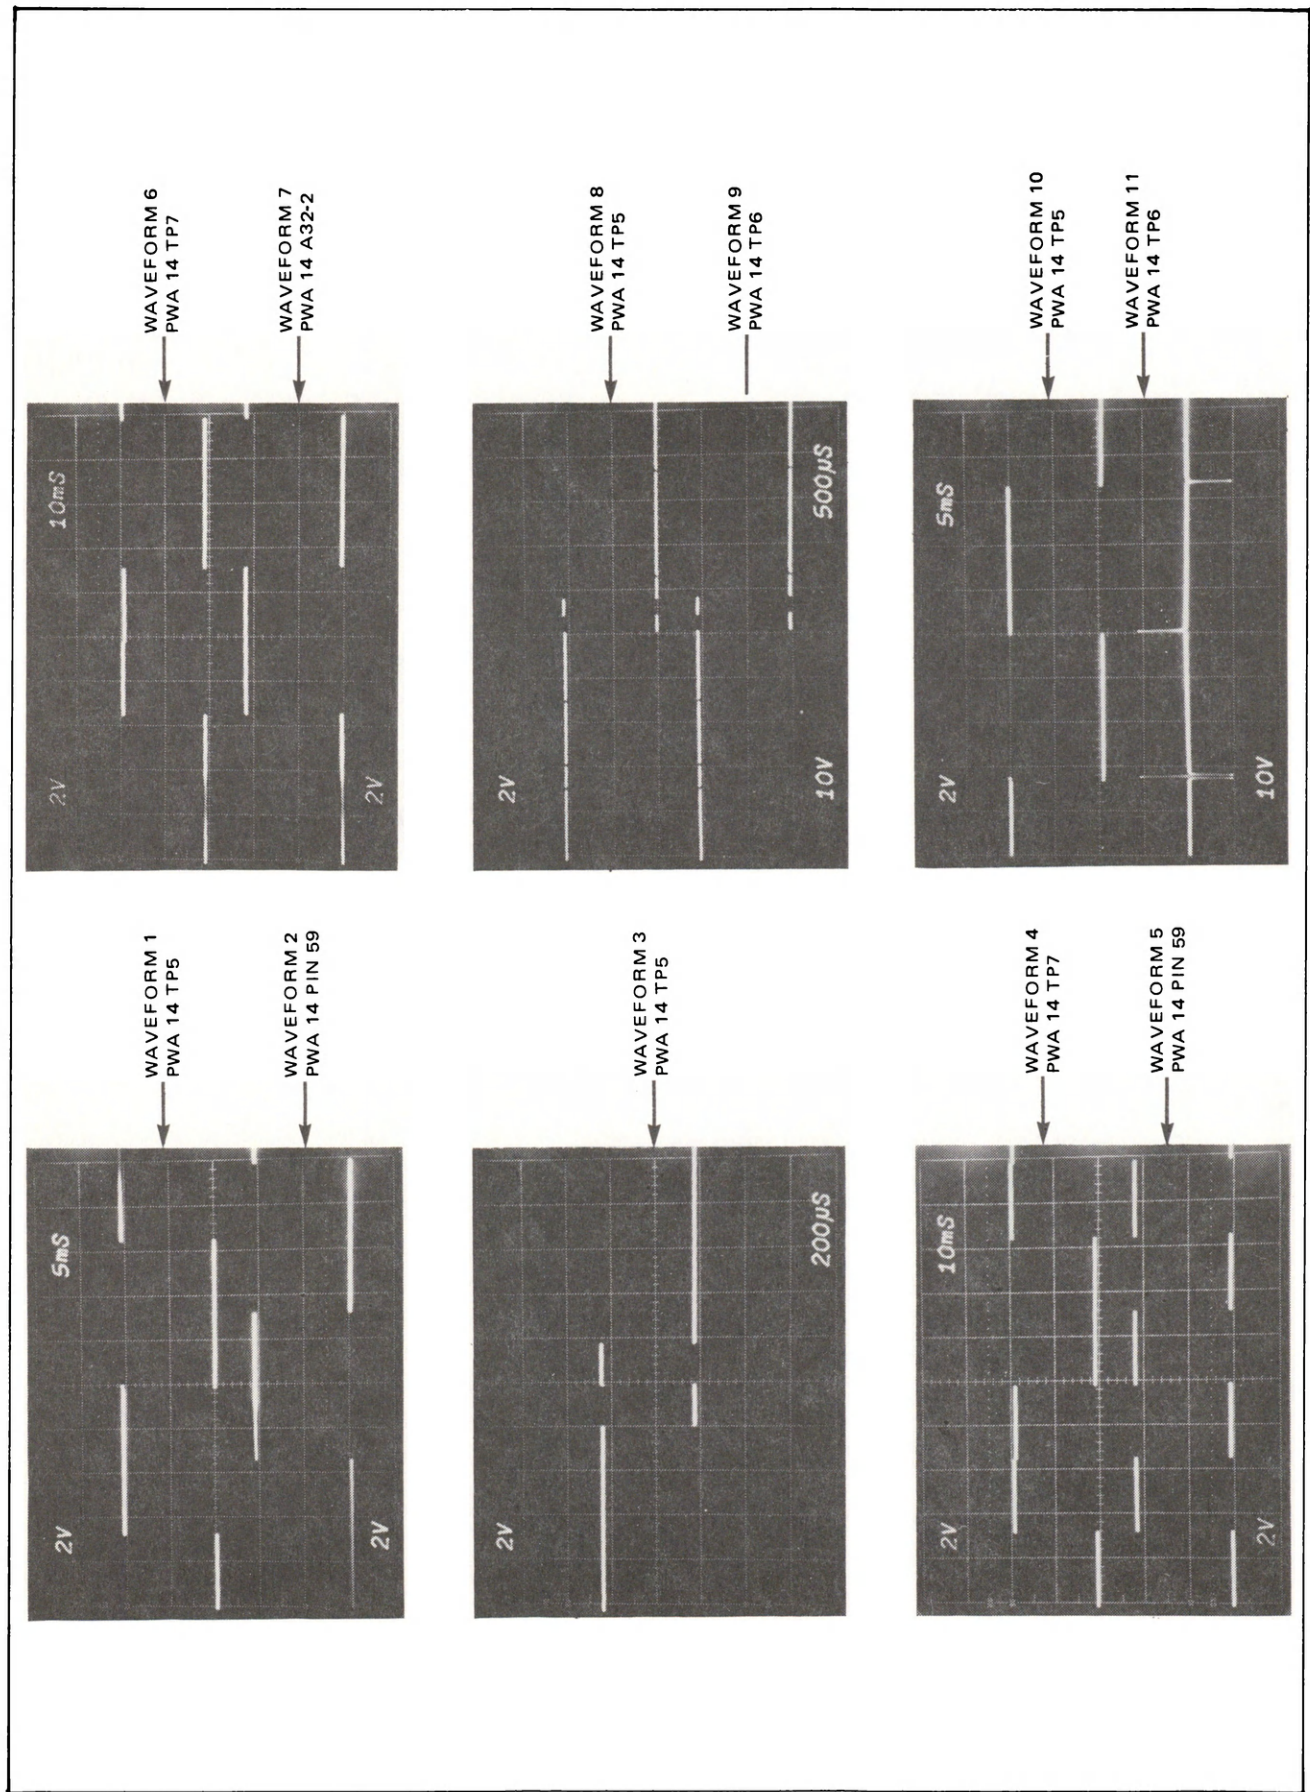 2V 5mS
WAVEFORM 1
PWA 14 TP5
WAVEFORM 2
PWA 14 PIN 59
2V
2V
WAVEFORM 3
PWA 14 TP5
200µS
2V 10mS
WAVEFORM 4
PWA 14 TP7
WAVEFORM 5
PWA 14 PIN 59
2V
2V 10mS
WAVEFORM 6
PWA 14 TP7
WAVEFORM 7
PWA 14 A32-2
2V
2V
WAVEFORM 8
PWA 14 TP5
WAVEFORM 9
PWA 14 TP6
10V 500µS
2V 5mS
WAVEFORM 10
PWA 14 TP5
WAVEFORM 11
PWA 14 TP6
10V